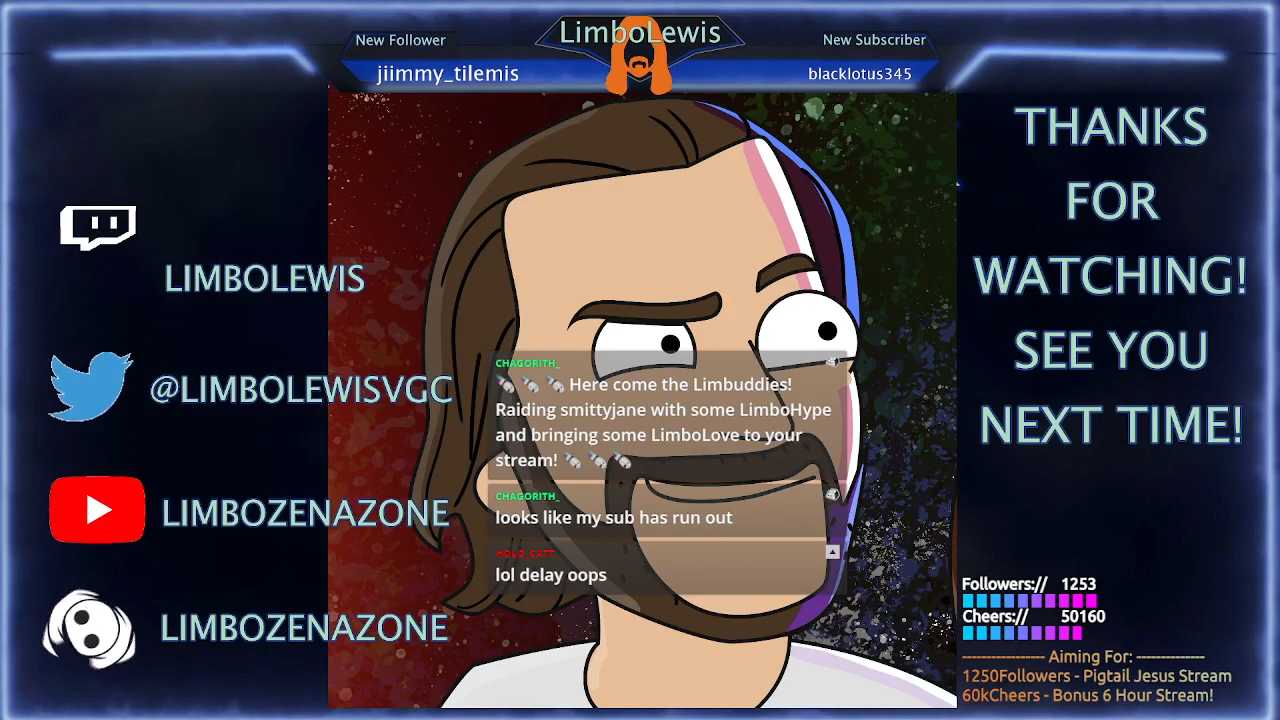 LimboLewis
New Follower
New Subscriber
jiimmy_tilemis
blacklotus345
LIMBOLEWIS
@LIMBOLEWISVGC
LIMBOZENAZONE
LIMBOZENAZONE
CHAGORITH_
Here come the Limbuddies!
Raiding smittyjane with some LimboHype
and bringing some LimboLove to your
stream!
CHAGORITH_
looks like my sub has run out
HOLO_CATT
lol delay oops
THANKS
FOR
WATCHING!
SEE YOU
NEXT TIME!
Followers:// 1253
Cheers:// 50160
---------------- Aiming For: -------------
1250Followers - Pigtail Jesus Stream
60kCheers - Bonus 6 Hour Stream!